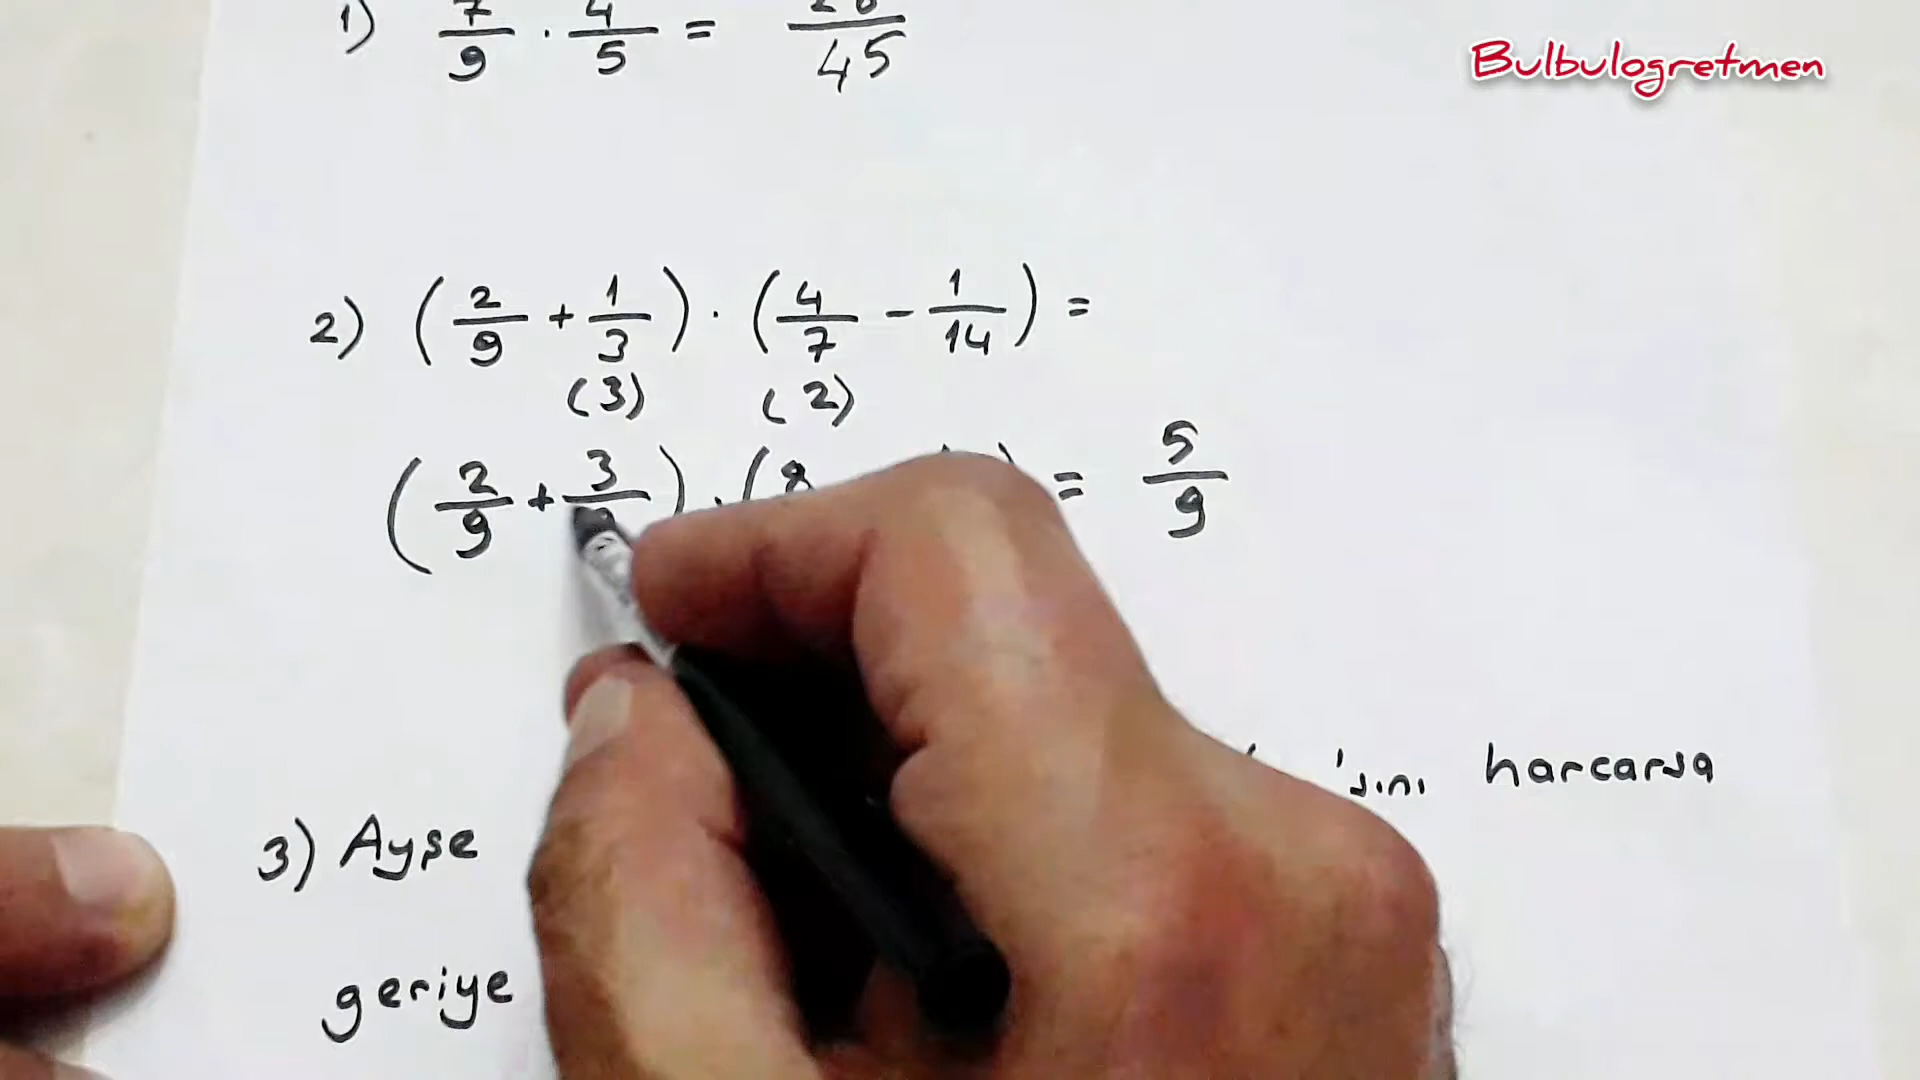 Bulbulogretmen
1) 7/9 · 4/5 = 28/45
2) (2/9 + 1/3) · (4/7 - 1/14) =
(3) (2)
(2/9 + 3/9) · (8 ) = 5/9
'sini harcarsa
3) Ayşe
geriye